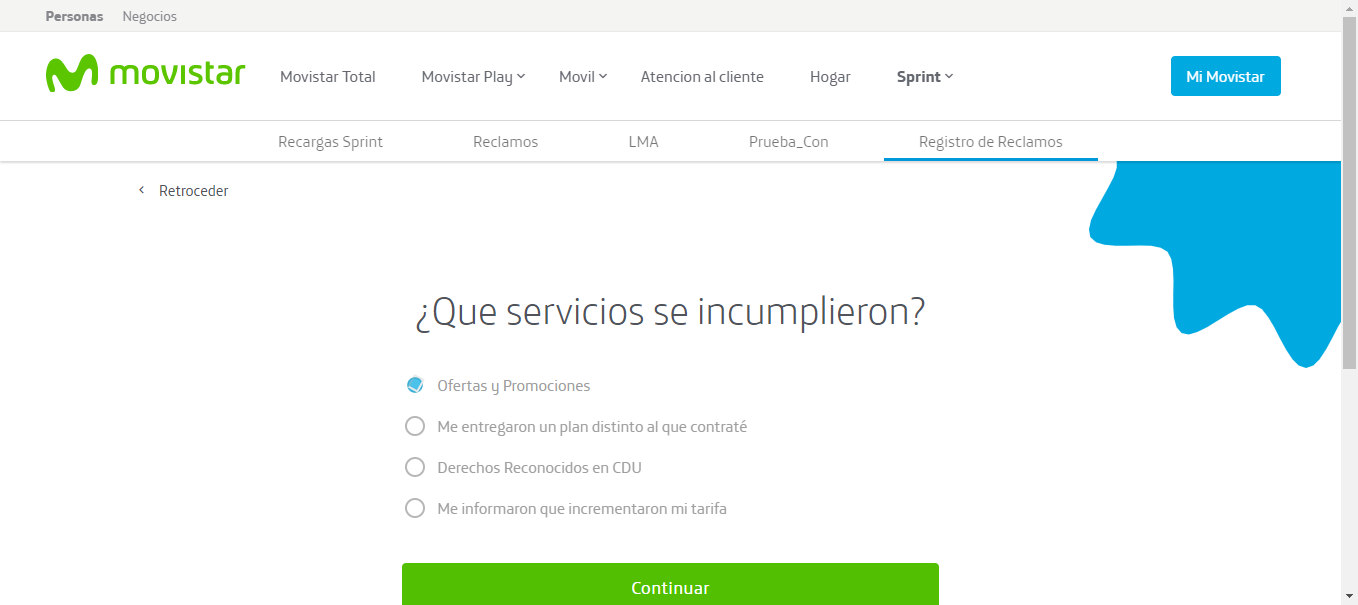 Personas Negocios
movistar Movistar Total Movistar Play Movil Atencion al cliente Hogar Sprint Mi Movistar
Recargas Sprint Reclamos LMA Prueba_Con Registro de Reclamos
Retroceder
¿Que servicios se incumplieron?
Ofertas y Promociones
Me entregaron un plan distinto al que contraté
Derechos Reconocidos en CDU
Me informaron que incrementaron mi tarifa
Continuar